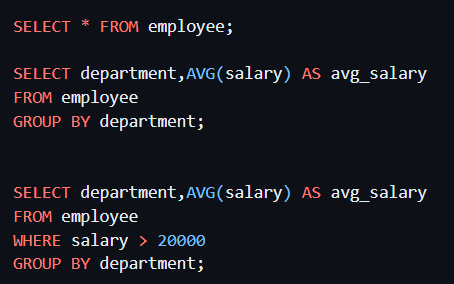 SELECT * FROM employee;
SELECT department,AVG(salary) AS avg_salary
FROM employee
GROUP BY department;
SELECT department,AVG(salary) AS avg_salary
FROM employee
WHERE salary > 20000
GROUP BY department;